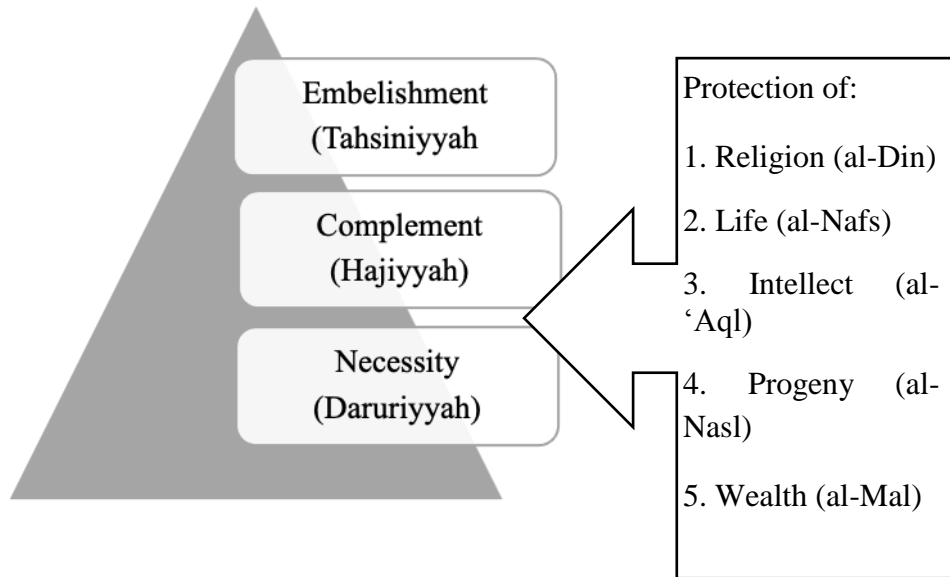 Embelishment
(Tahsiniyyah
Complement
(Hajiyyah)
Necessity
(Daruriyyah)
Protection of:
1. Religion (al-Din)
2. Life (al-Nafs)
3. Intellect (al-
‘Aql)
4. Progeny (al-
Nasl)
5. Wealth (al-Mal)